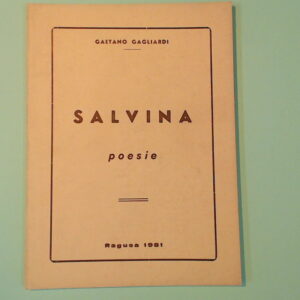 GAETANO GAGLIARDI
SALVINA
poesie
Ragusa 1981